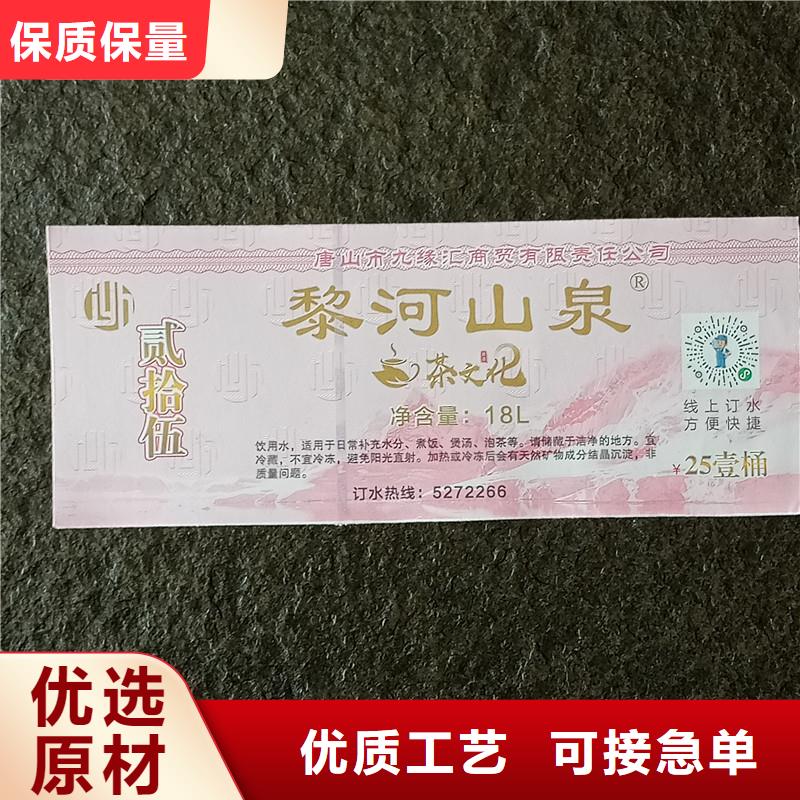 保质保量
唐山市九缘汇商贸有限责任公司
黎河山泉®
贰拾伍
茶文化
净含量：18L
线上订水
方便快捷
饮用水，适用于日常补充水分、煮饭、煲汤、泡茶等。请储藏于洁净的地方。宜
冷藏，不宜冷冻，避免阳光直射。加热或冷冻后会有天然矿物成分结晶沉淀，非
质量问题。
¥25壹桶
订水热线：5272266
优选
原材
优质工艺 可接急单